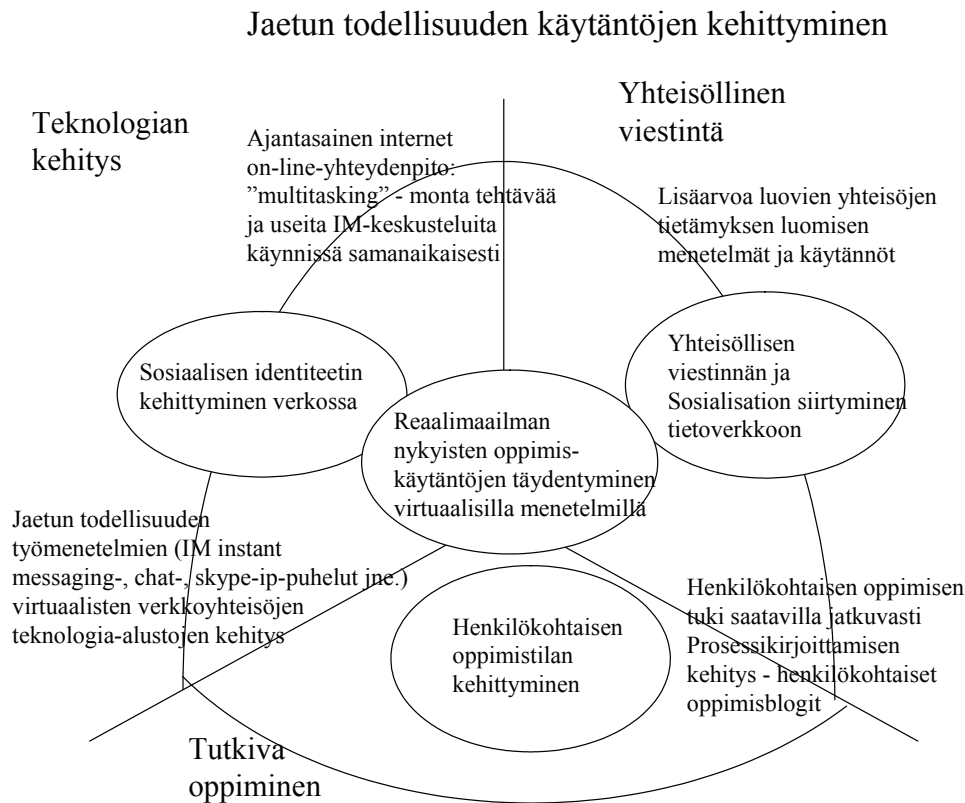 Jaetun todellisuuden käytäntöjen kehittyminen
Teknologian
kehitys
Ajantasainen internet
on-line-yhteydenpito:
”multitasking” - monta tehtävää
ja useita IM-keskusteluita
käynnissä samanaikaisesti
Yhteisöllinen
viestintä
Lisäarvoa luovien yhteisöjen
tietämyksen luomisen
menetelmät ja käytännöt
Sosiaalisen identiteetin
kehittyminen verkossa
Reaalimaailman
nykyisten oppimis-
käytäntöjen täydentyminen
virtuaalisilla menetelmillä
Yhteisöllisen
viestinnän ja
Sosialisation siirtyminen
tietoverkkoon
Jaetun todellisuuden
työmenetelmien (IM instant
messaging-, chat-, skype-ip-puhelut jne.)
virtuaalisten verkkoyhteisöjen
teknologia-alustojen kehitys
Henkilökohtaisen
oppimistilan
kehittyminen
Henkilökohtaisen oppimisen
tuki saatavilla jatkuvasti
Prosessikirjoittamisen
kehitys - henkilökohtaiset
oppimisblogit
Tutkiva
oppiminen